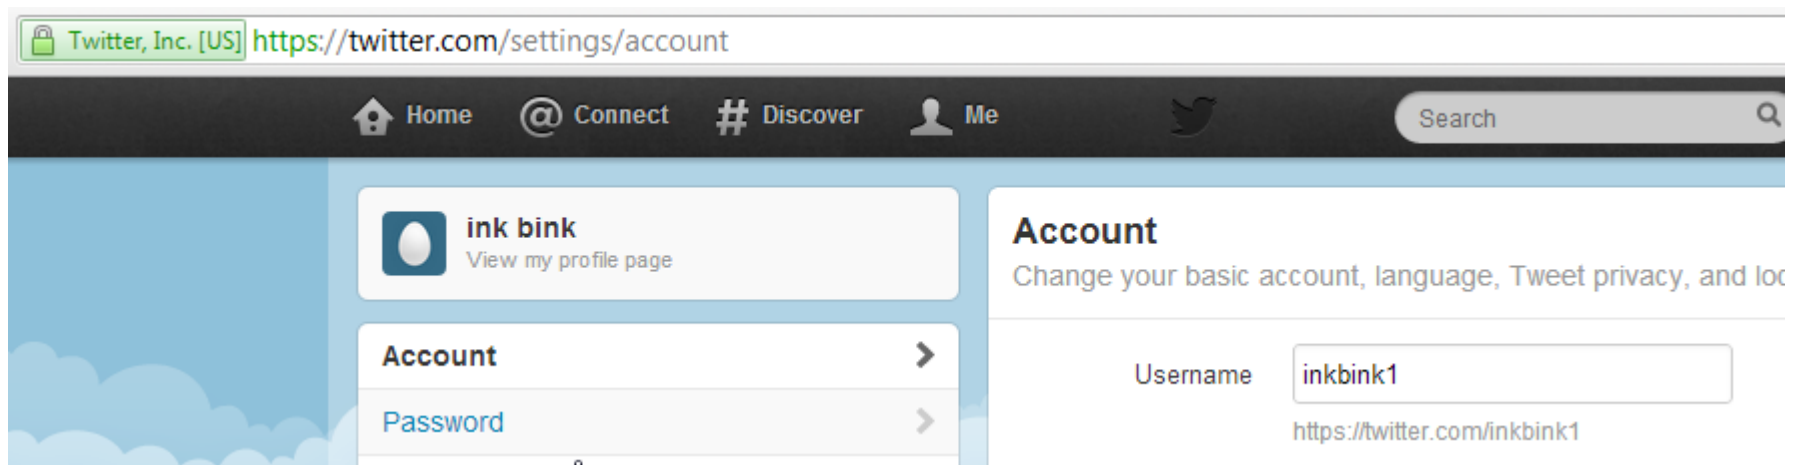 Twitter, Inc. [US] https://twitter.com/settings/account
Home @ Connect # Discover Me Search
ink bink
View my profile page
Account
Password
Account
Change your basic account, language, Tweet privacy, and loc
Username inkbink1
https://twitter.com/inkbink1